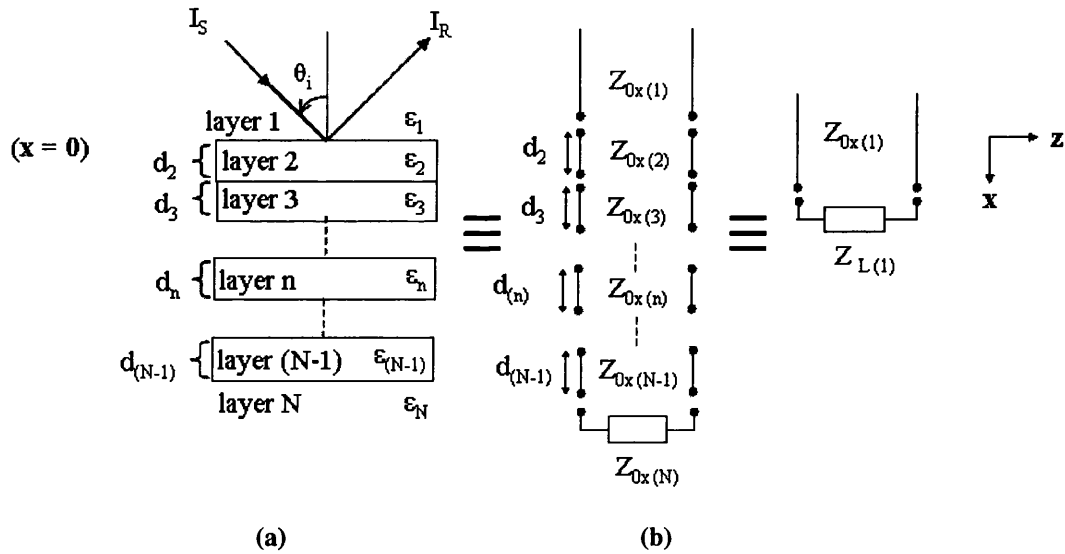 I_S I_R
θ_i
layer 1 ε_1
(x = 0)
d_2 layer 2 ε_2
d_3 layer 3 ε_3
d_n layer n ε_n
d_(N-1) layer (N-1) ε_(N-1)
layer N ε_N
(a)
≡
Z_0x(1)
d_2 Z_0x(2)
d_3 Z_0x(3)
d_(n) Z_0x(n)
d_(N-1) Z_0x(N-1)
Z_0x(N)
(b)
≡
Z_0x(1)
Z_L(1)
z
x